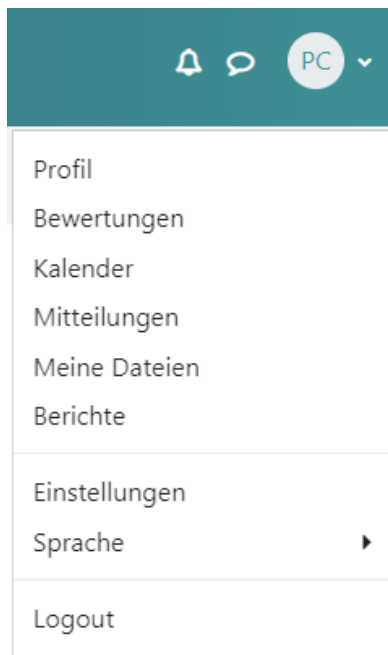 PC
Profil
Bewertungen
Kalender
Mitteilungen
Meine Dateien
Berichte
Einstellungen
Sprache
Logout